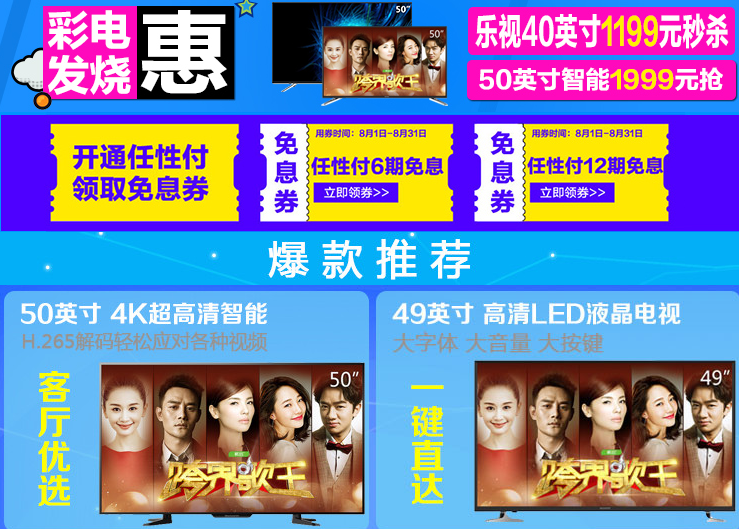 彩电
发烧
惠
50″
50″
跨界歌王
乐视40英寸1199元秒杀
50英寸智能1999元抢
开通任性付
领取免息券
免息券
用券时间：8月1日-8月31日
任性付6期免息
立即领券>>
免息券
用券时间：8月1日-8月31日
任性付12期免息
立即领券>>
爆款推荐
50英寸 4K超高清智能
H.265解码轻松应对各种视频
客厅优选
50″
跨界歌王
49英寸 高清LED液晶电视
大字体 大音量 大按键
一键直达
49″
跨界歌王